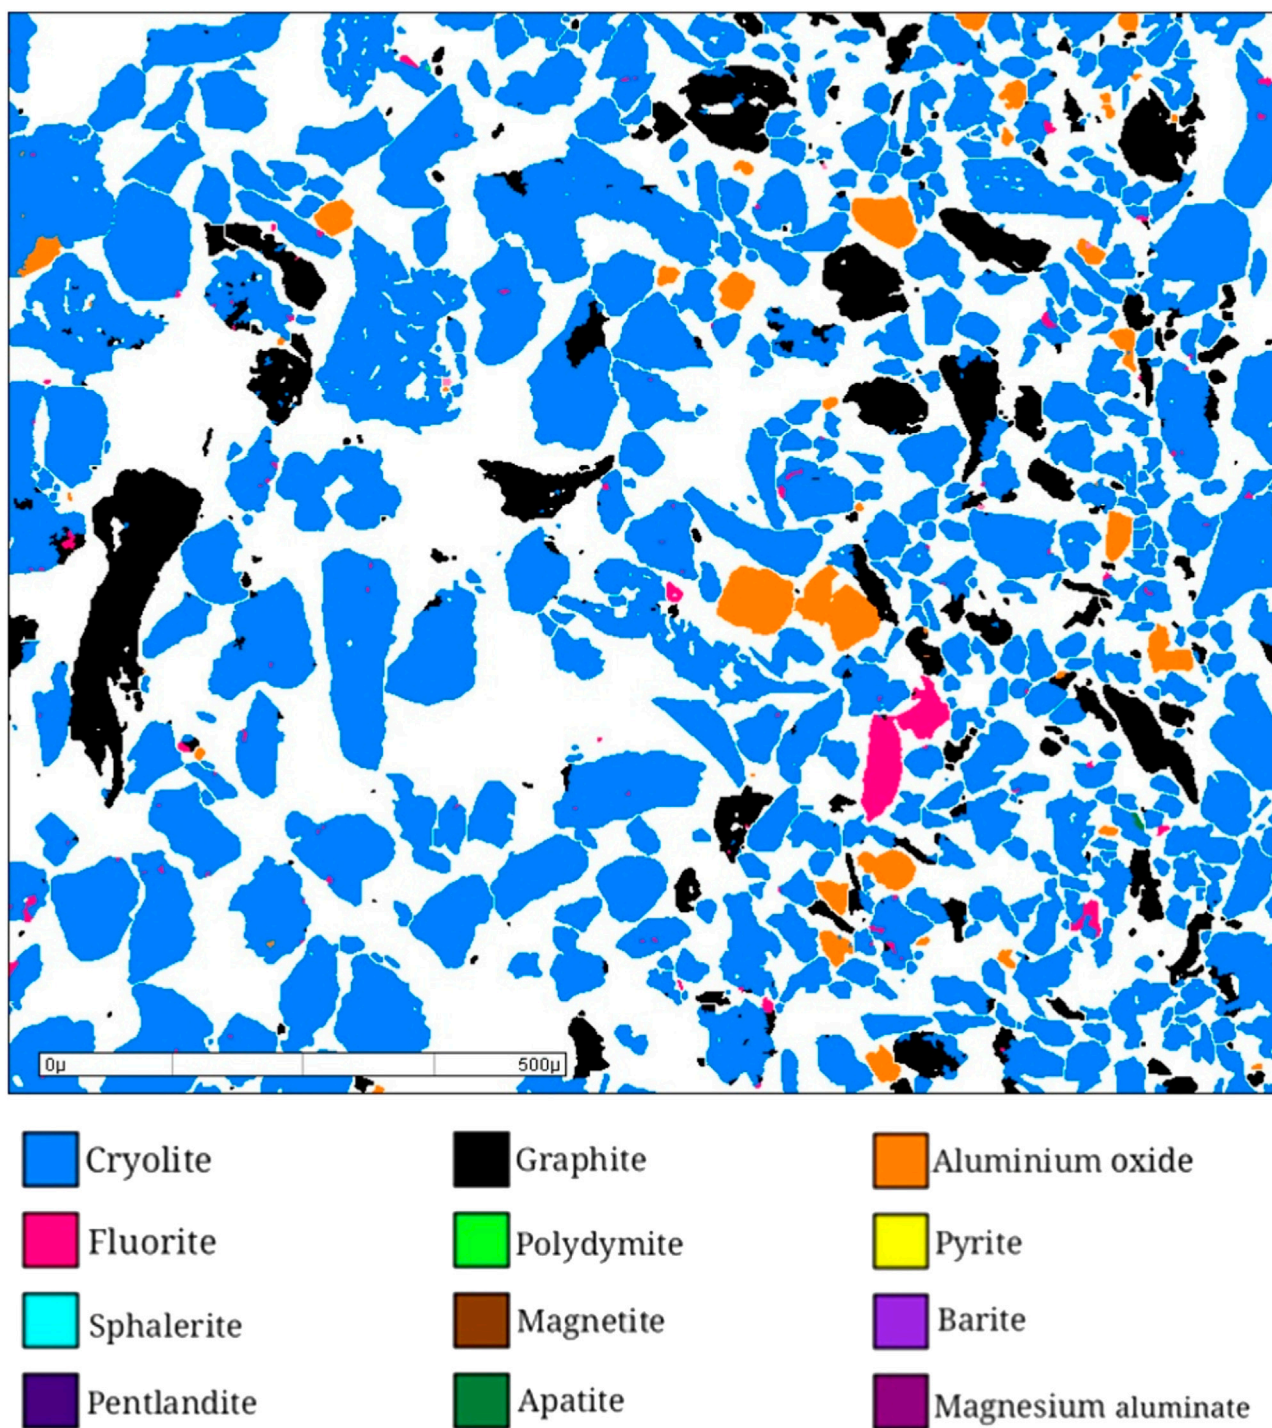 0μ 500μ
Cryolite Graphite Aluminium oxide
Fluorite Polydymite Pyrite
Sphalerite Magnetite Barite
Pentlandite Apatite Magnesium aluminate